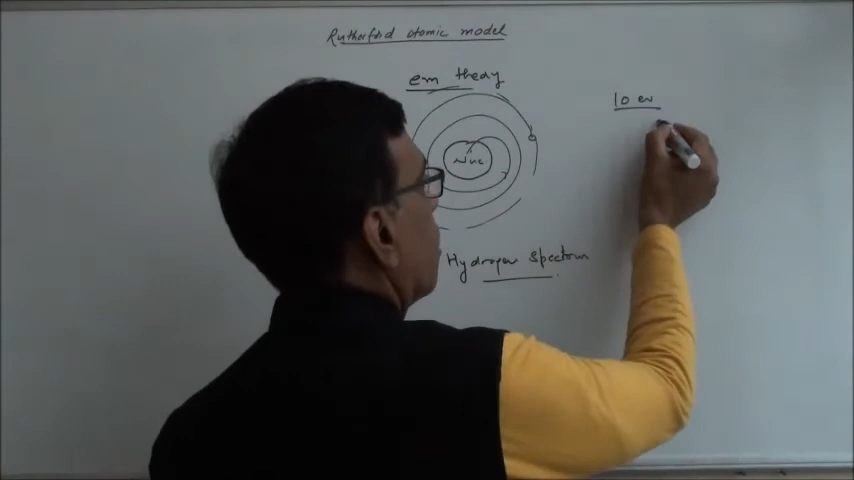 Rutherford atomic model
em theory
10 ev
Nuc
Hydrogen Spectrum